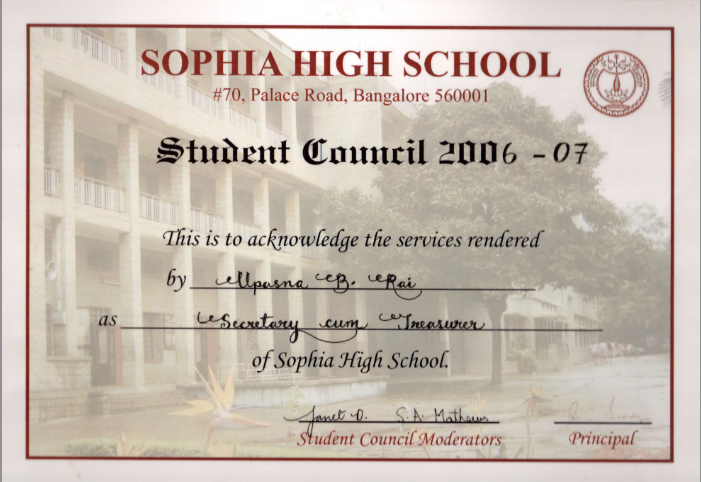 SOPHIA HIGH SCHOOL
#70, Palace Road, Bangalore 560001
Student Council 2006 - 07
This is to acknowledge the services rendered
by Upasna B. Rai
as Secretary cum Treasurer
of Sophia High School.
Janet D. S. A. Mathews
Student Council Moderators Principal